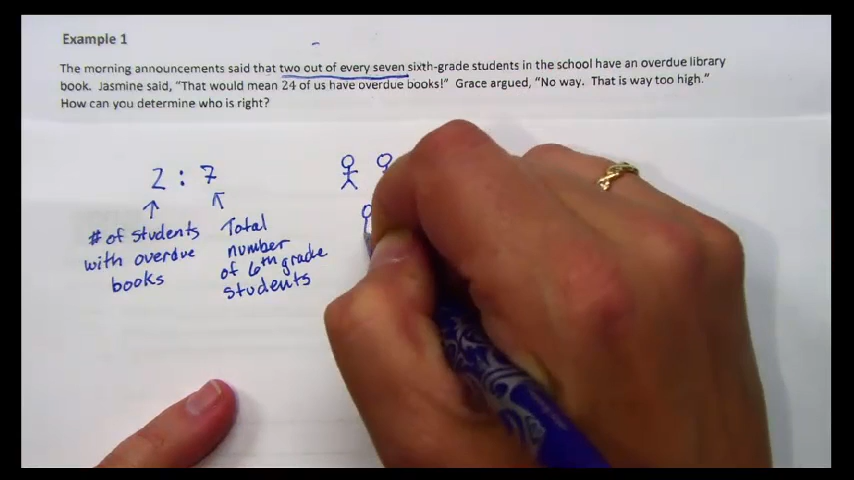 Example 1
The morning announcements said that two out of every seven sixth-grade students in the school have an overdue library
book. Jasmine said, "That would mean 24 of us have overdue books!" Grace argued, "No way. That is way too high."
How can you determine who is right?
2 : 7
# of students
with overdue
books
Total
number
of 6th grade
students